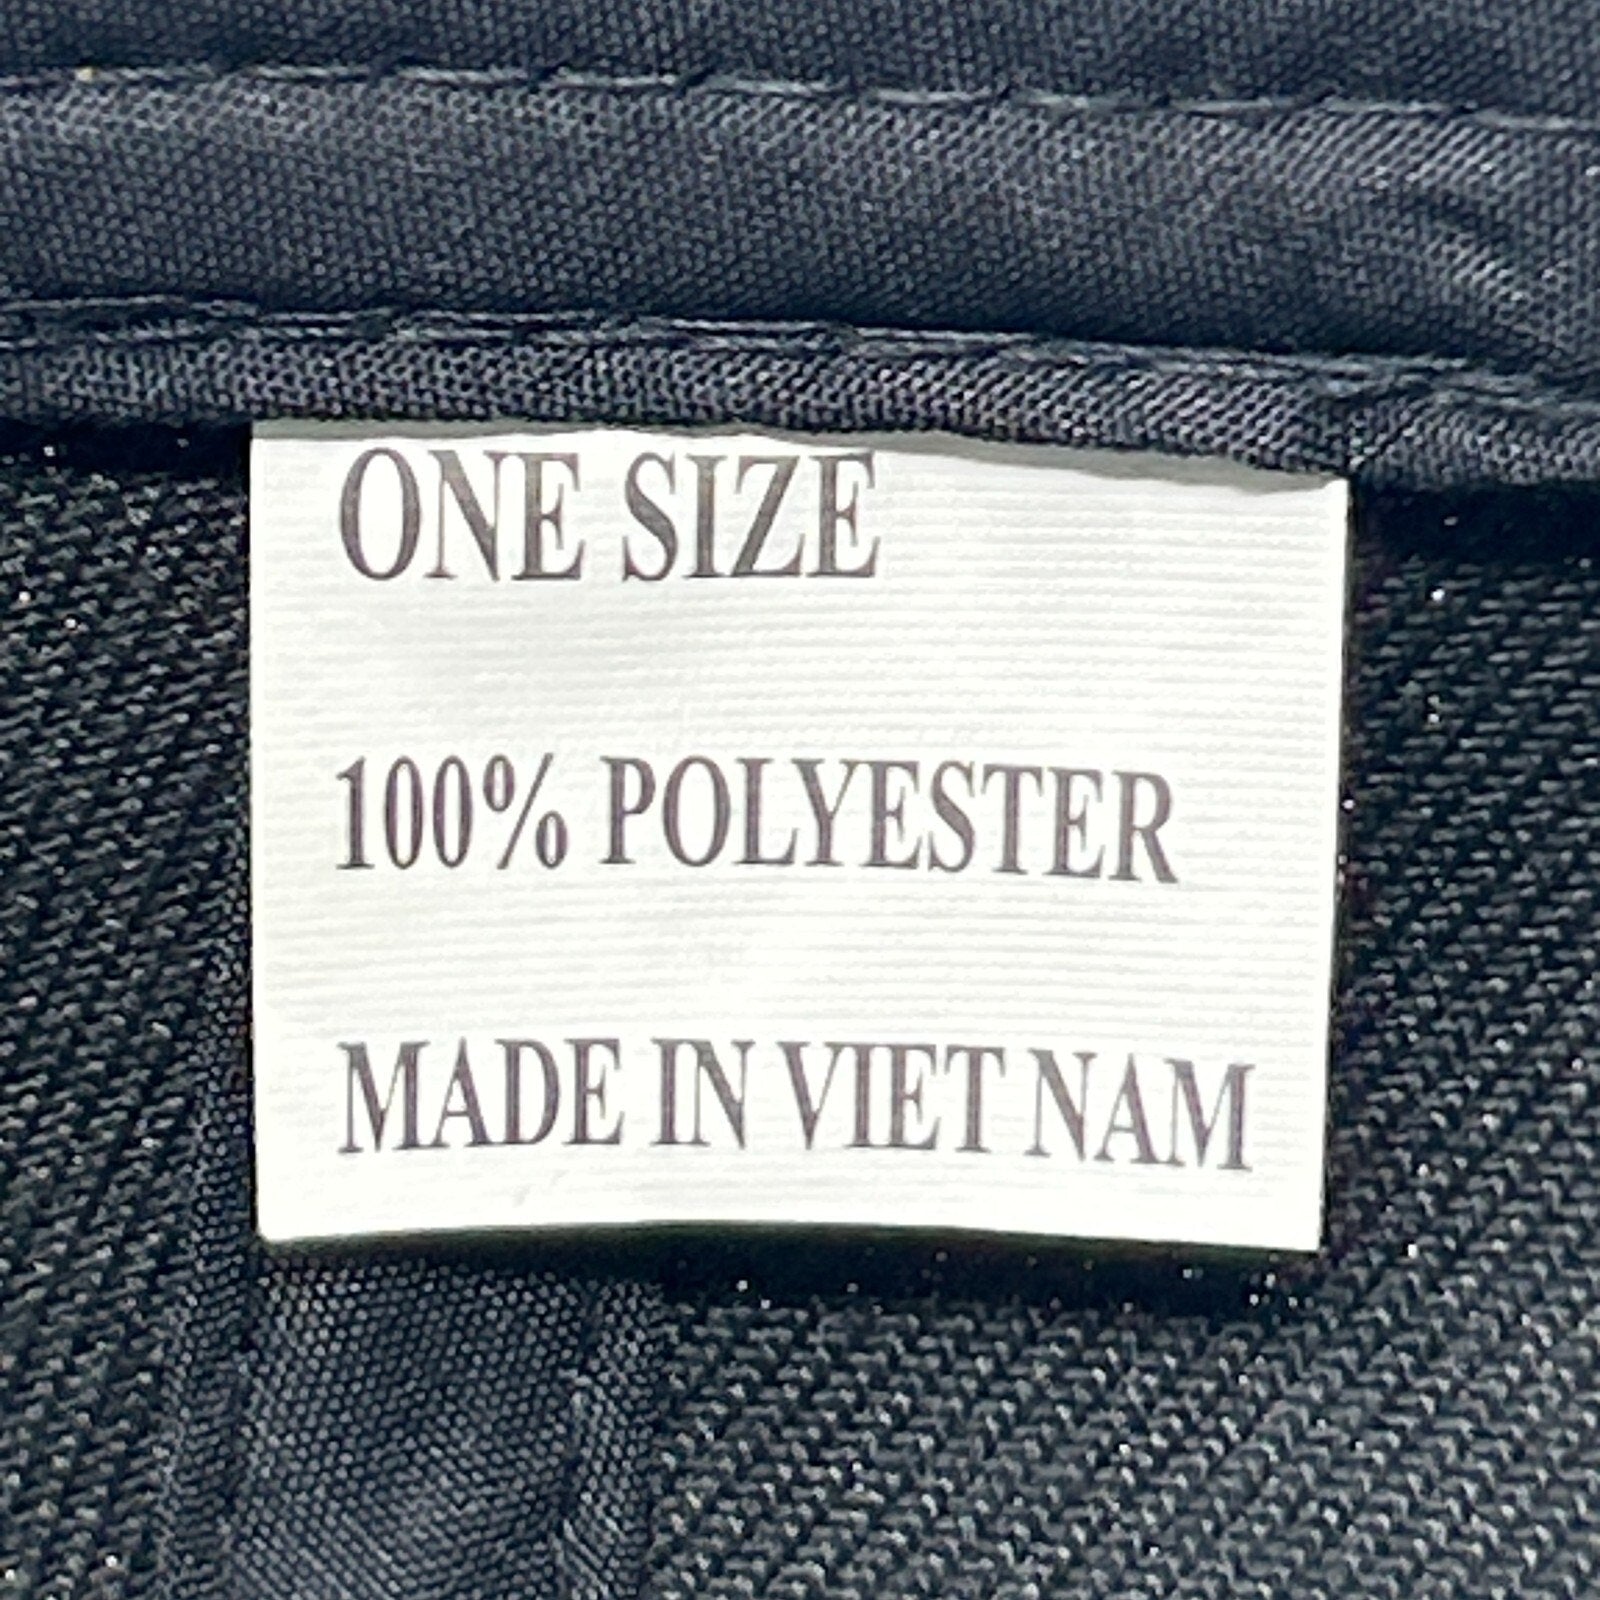 ONE SIZE
100% POLYESTER
MADE IN VIET NAM